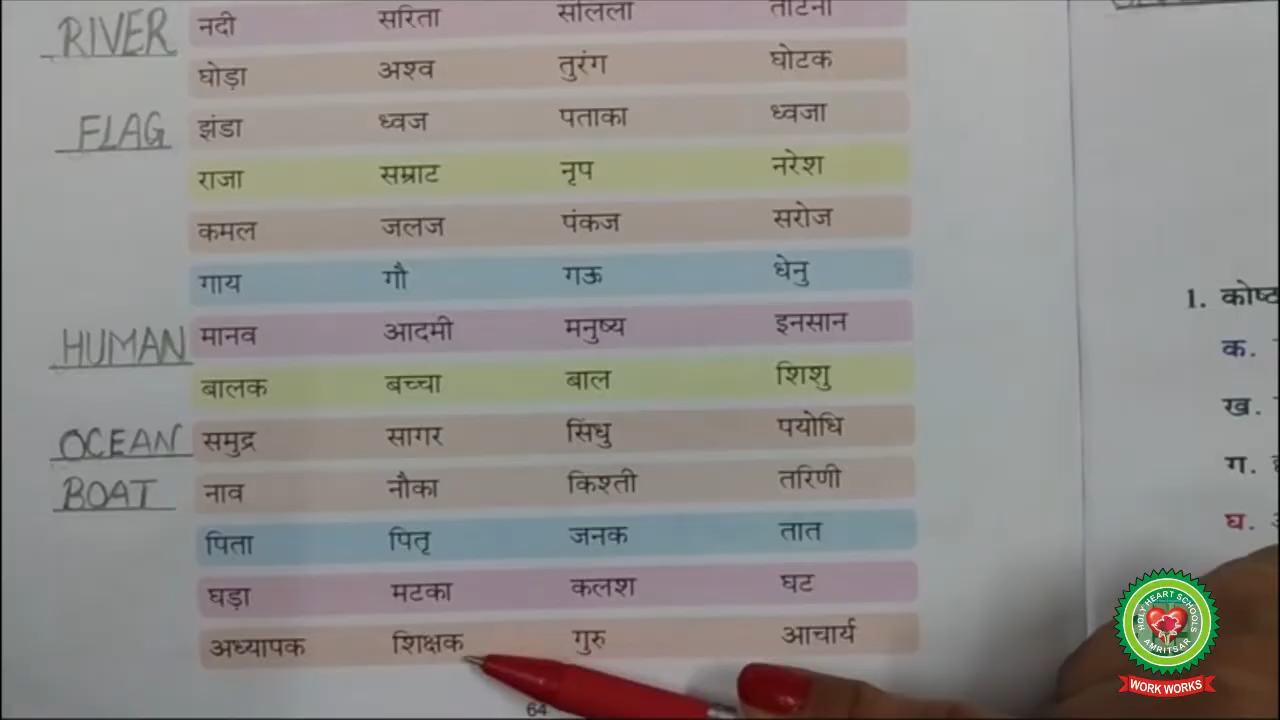 RIVER नदी सरिता सलिला तटिनी
घोड़ा अश्व तुरंग घोटक
FLAG झंडा ध्वज पताका ध्वजा
राजा सम्राट नृप नरेश
कमल जलज पंकज सरोज
गाय गौ गऊ धेनु
HUMAN मानव आदमी मनुष्य इनसान
बालक बच्चा बाल शिशु
OCEAN समुद्र सागर सिंधु पयोधि
BOAT नाव नौका किश्ती तरिणी
पिता पितृ जनक तात
घड़ा मटका कलश घट
अध्यापक शिक्षक गुरु आचार्य
64
1.
क.
ख.
ग.
घ.
HOLY HEART SCHOOLS
AMRITSAR
WORK WORKS